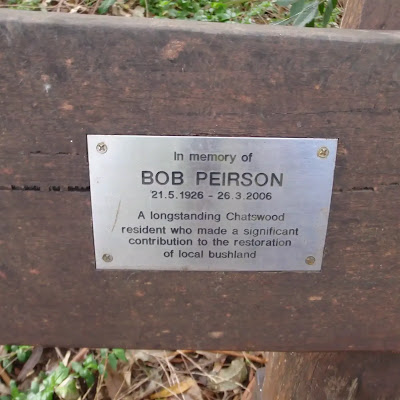 In memory of
BOB PEIRSON
21.5.1926 - 26.3.2006
A longstanding Chatswood
resident who made a significant
contribution to the restoration
of local bushland